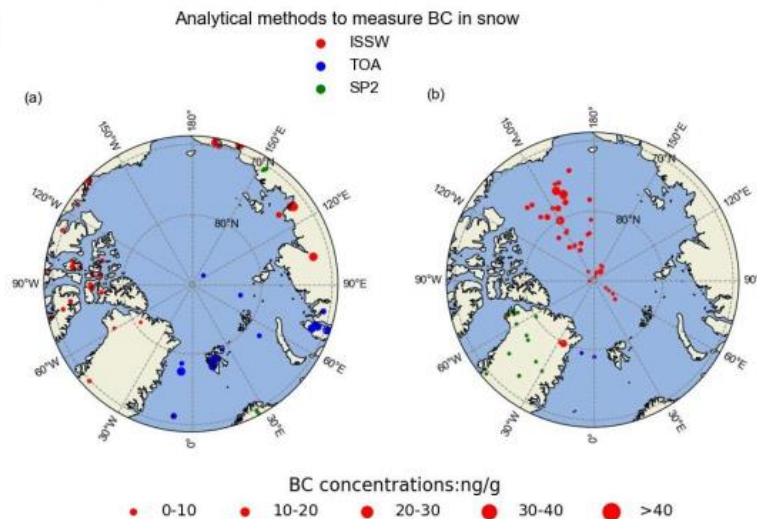 Analytical methods to measure BC in snow
ISSW
TOA
SP2
(a)
180°
150°W
150°E
120°W
120°E
90°W
90°E
60°W
30°W
0°
30°E
70°N
80°N
(b)
180°
150°W
150°E
120°W
120°E
90°W
90°E
60°W
30°W
0°
30°E
70°N
80°N
BC concentrations:ng/g
0-10 10-20 20-30 30-40 >40